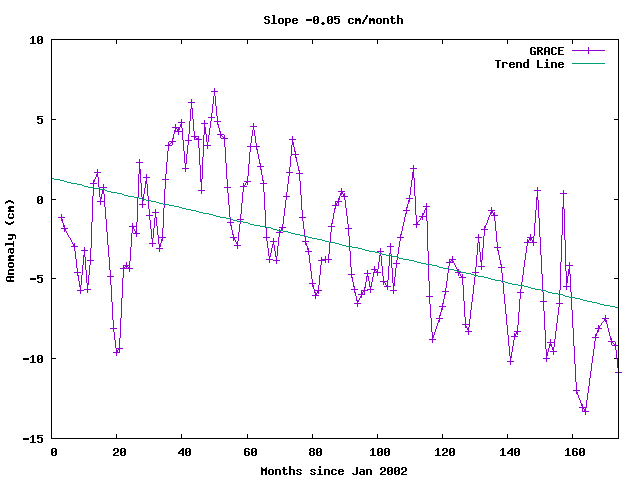 Slope -0.05 cm/month
GRACE
Trend Line
10
5
0
-5
-10
-15
Anomaly (cm)
0 20 40 60 80 100 120 140 160
Months since Jan 2002